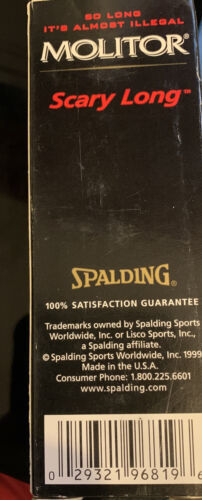 SO LONG
IT'S ALMOST ILLEGAL
MOLITOR®
Scary Long™
SPALDING®
100% SATISFACTION GUARANTEE
Trademarks owned by Spalding Sports
Worldwide, Inc. or Lisco Sports, Inc.,
a Spalding affiliate.
©Spalding Sports Worldwide, Inc. 1999
Made in the U.S.A.
Consumer Phone: 1.800.225.6601
www.spalding.com
0 29321 96819 6